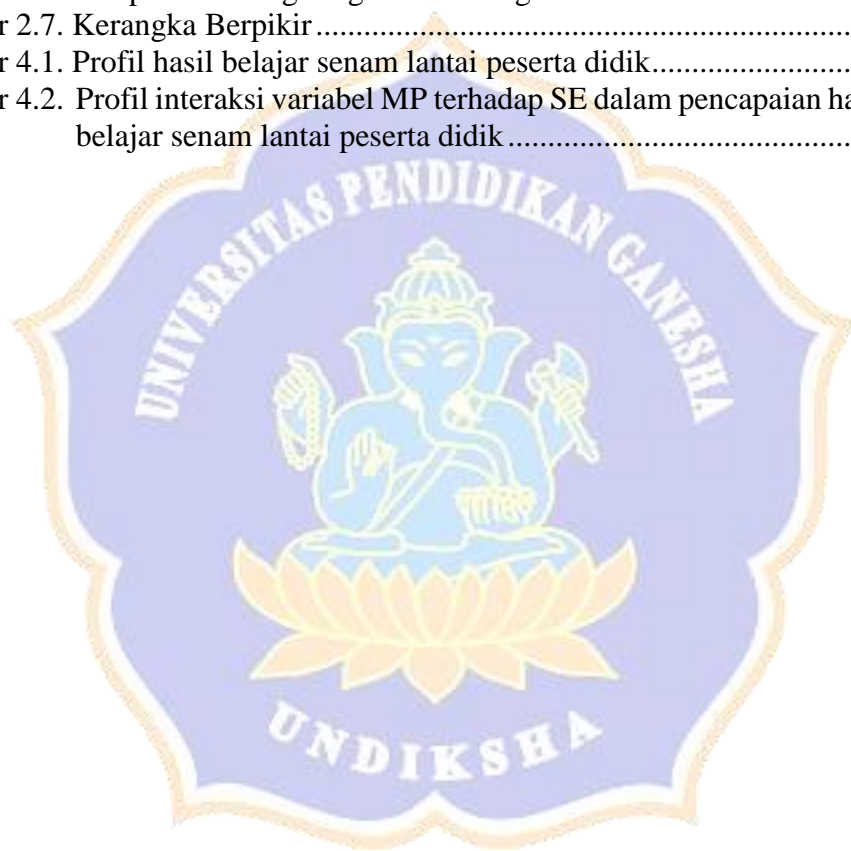 r 2.7. Kerangka Berpikir
r 4.1. Profil hasil belajar senam lantai peserta didik
r 4.2. Profil interaksi variabel MP terhadap SE dalam pencapaian ha
belajar senam lantai peserta didik
UNIVERSITAS PENDIDIKAN GANESHA
UNDIKSHA